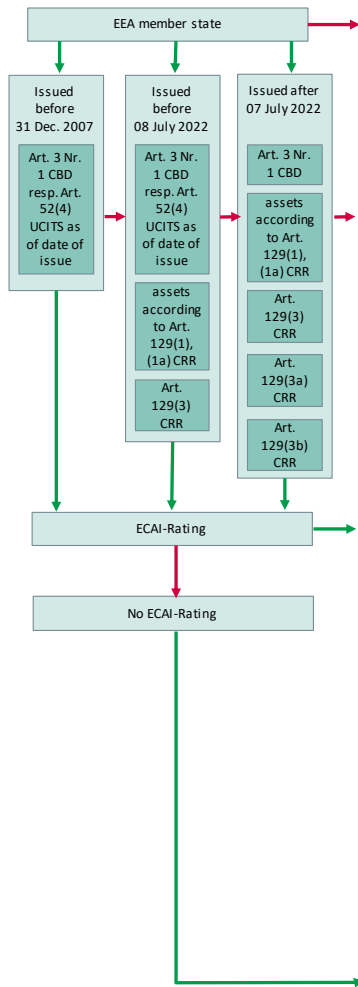 EEA member state
Issued
before
31 Dec. 2007
Art. 3 Nr.
1 CBD
resp. Art.
52(4)
UCITS as
of date of
issue
Issued
before
08 July 2022
Art. 3 Nr.
1 CBD
resp. Art.
52(4)
UCITS as
of date of
issue
assets
according
to Art.
129(1),
(1a) CRR
Art.
129(3)
CRR
Issued after
07 July 2022
Art. 3 Nr.
1 CBD
assets
according
to Art.
129(1),
(1a) CRR
Art.
129(3)
CRR
Art.
129(3a)
CRR
Art.
129(3b)
CRR
ECAI-Rating
No ECAI-Rating